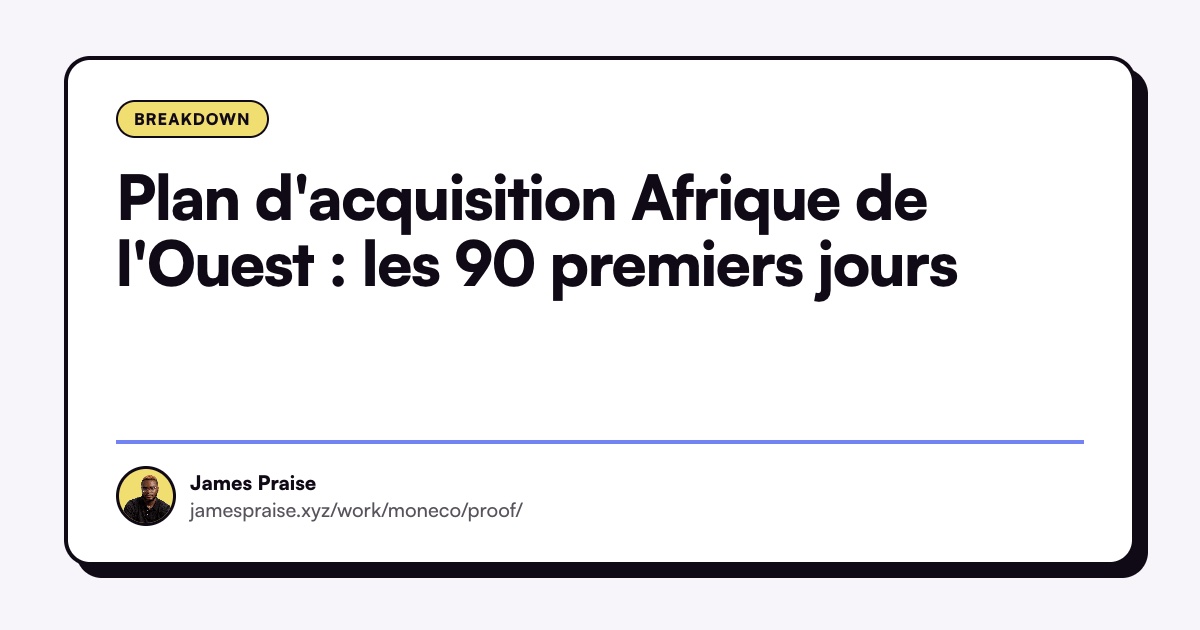 BREAKDOWN
Plan d'acquisition Afrique de
l'Ouest : les 90 premiers jours
James Praise
jamespraise.xyz/work/moneco/proof/